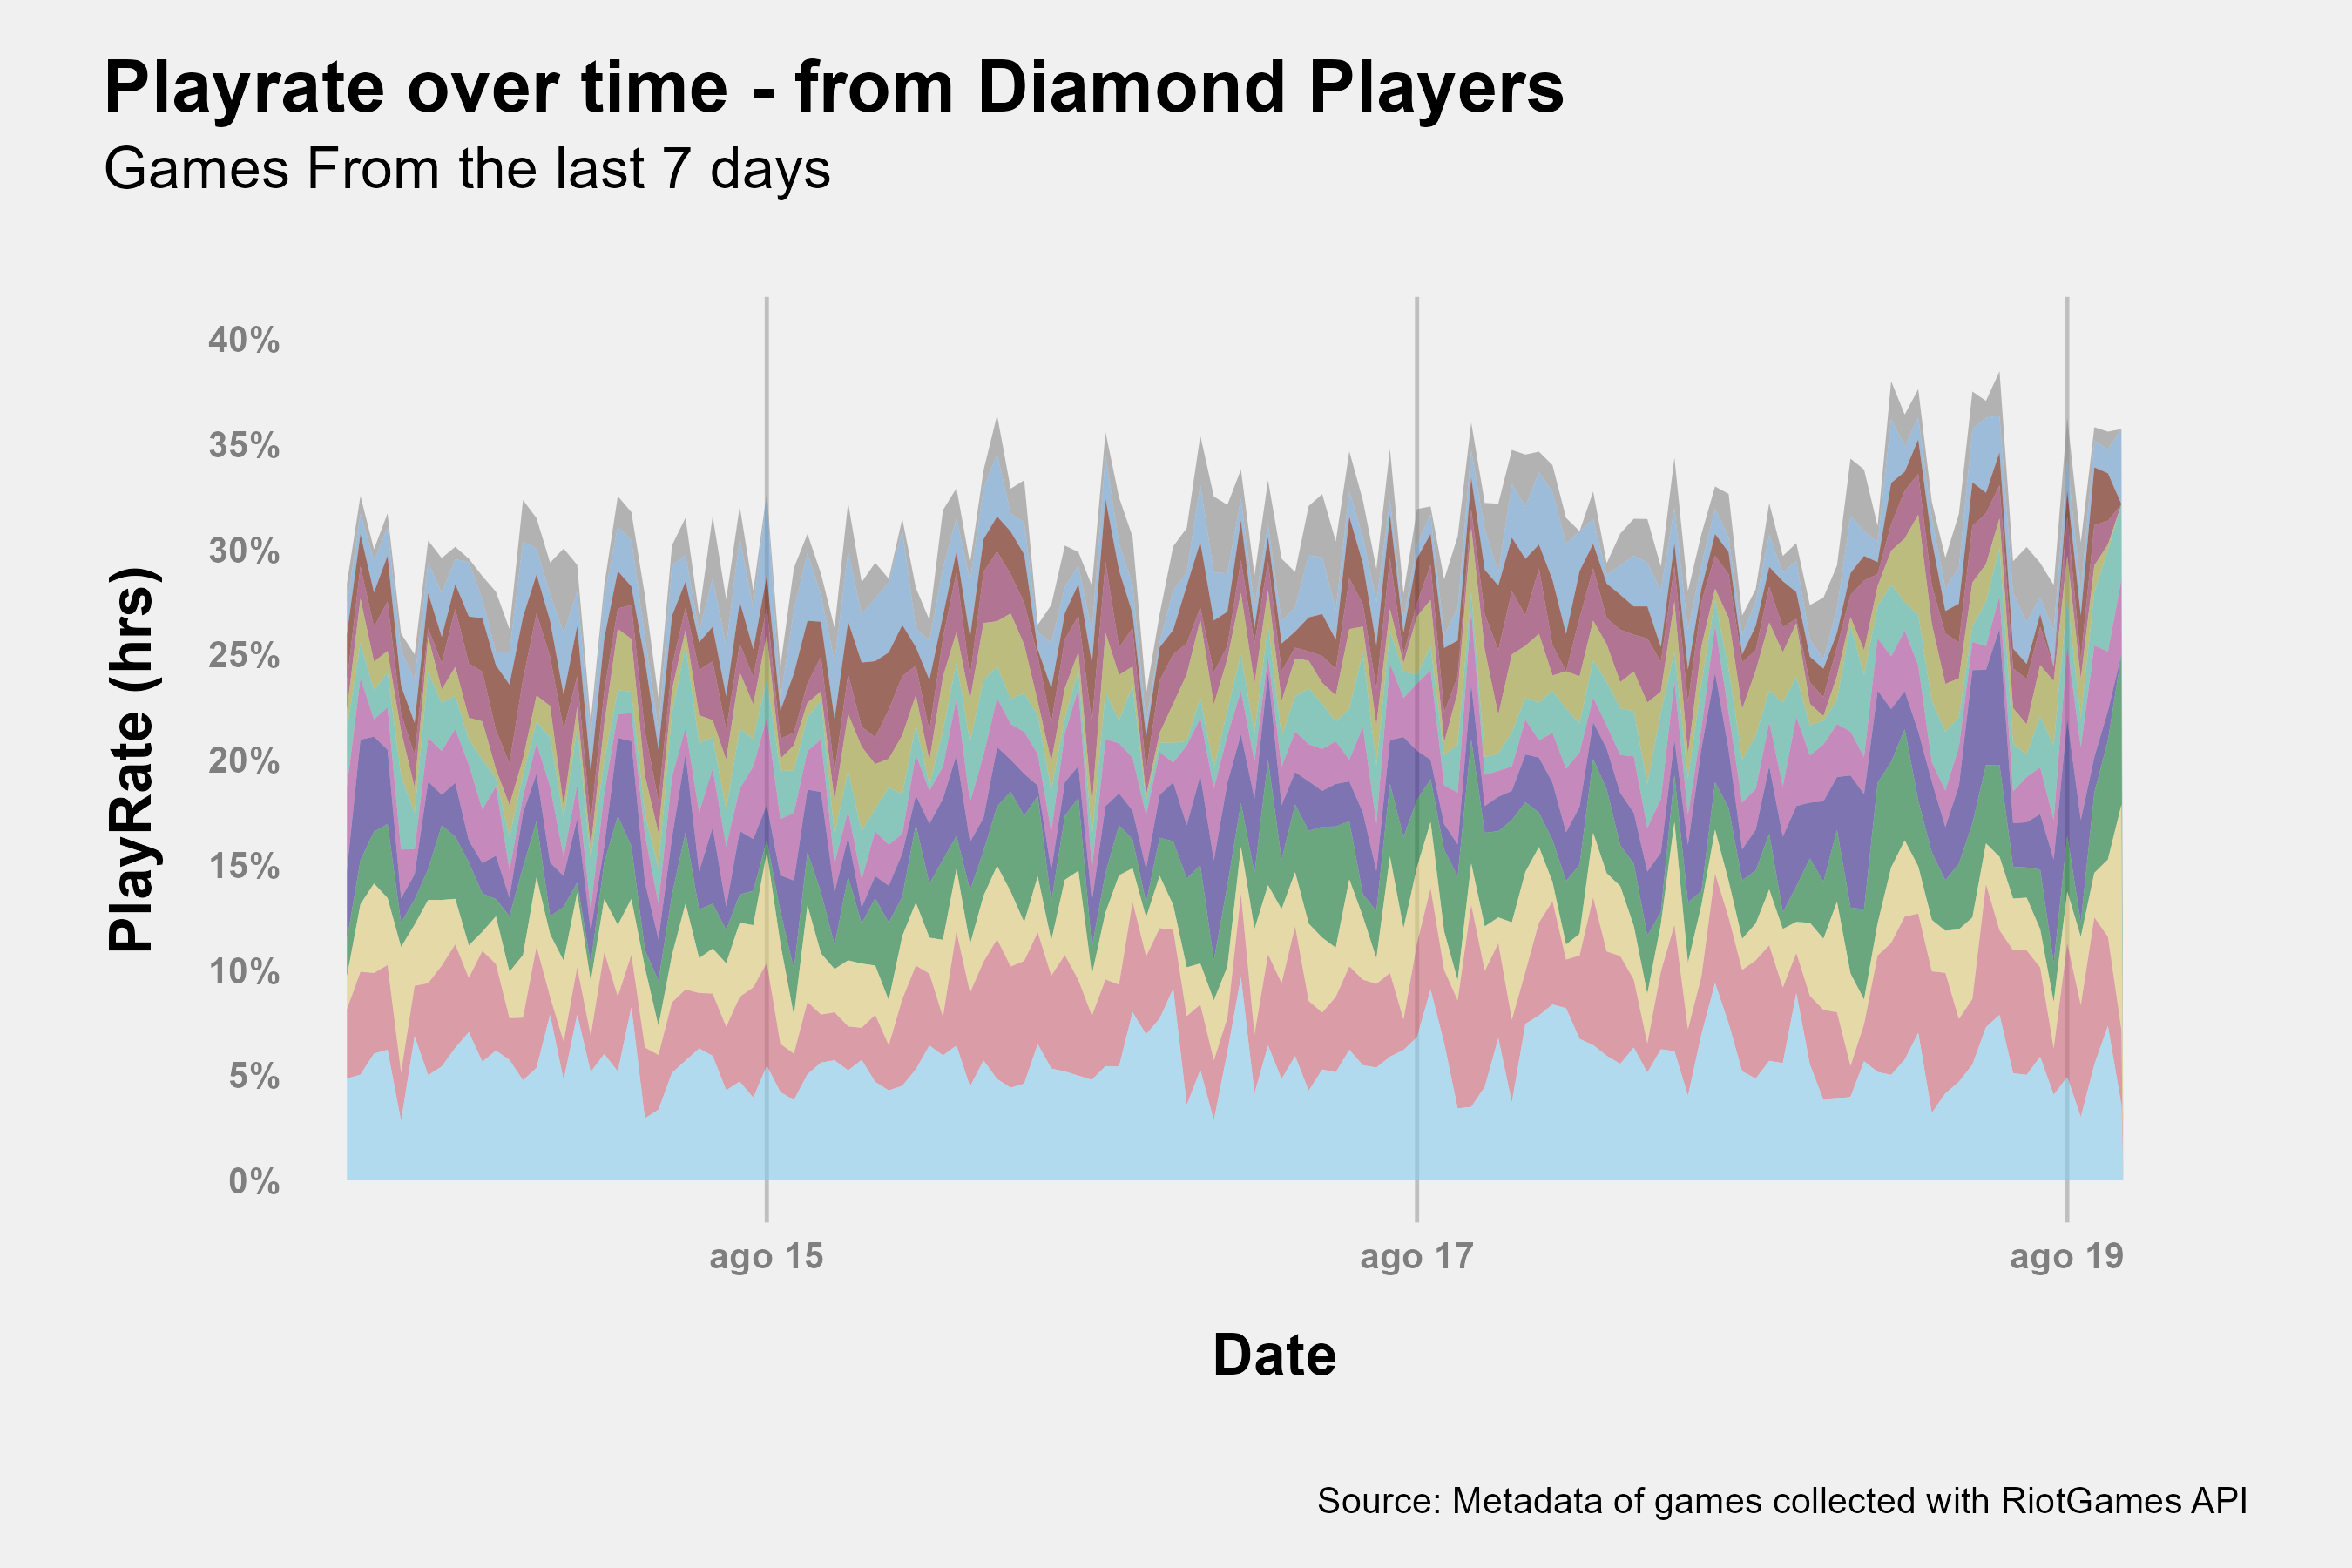 Playrate over time - from Diamond Players
Games From the last 7 days
40%
35%
30%
25%
20%
15%
10%
5%
0%
PlayRate (hrs)
ago 15
ago 17
ago 19
Date
Source: Metadata of games collected with RiotGames API